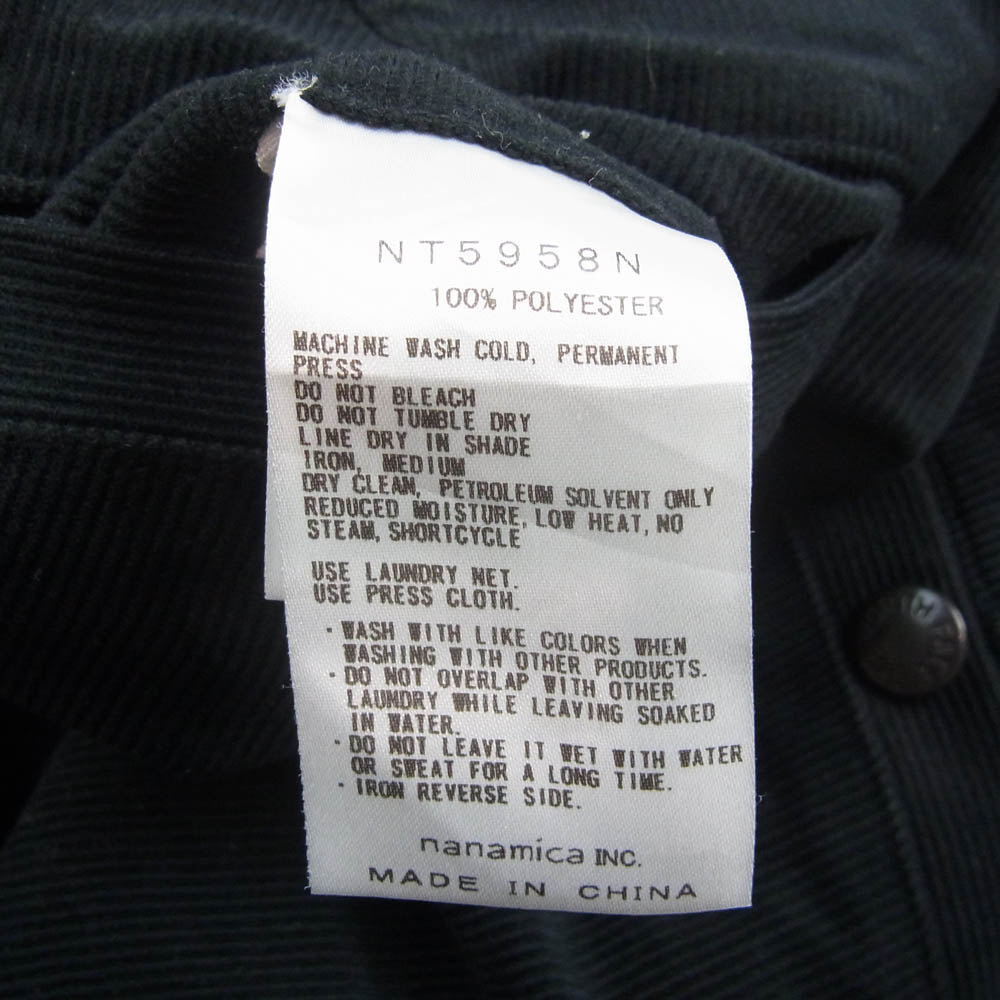 NT5958N
100% POLYESTER
MACHINE WASH COLD, PERMANENT
PRESS
DO NOT BLEACH
DO NOT TUMBLE DRY
LINE DRY IN SHADE
IRON, MEDIUM
DRY CLEAN, PETROLEUM SOLVENT ONLY
REDUCED MOISTURE, LOW HEAT, NO
STEAM, SHORTCYCLE
USE LAUNDRY NET.
USE PRESS CLOTH.
・WASH WITH LIKE COLORS WHEN
WASHING WITH OTHER PRODUCTS.
・DO NOT OVERLAP WITH OTHER
LAUNDRY WHILE LEAVING SOAKED
IN WATER.
・DO NOT LEAVE IT WET WITH WATER
OR SWEAT FOR A LONG TIME.
・IRON REVERSE SIDE.
nanamica INC.
MADE IN CHINA